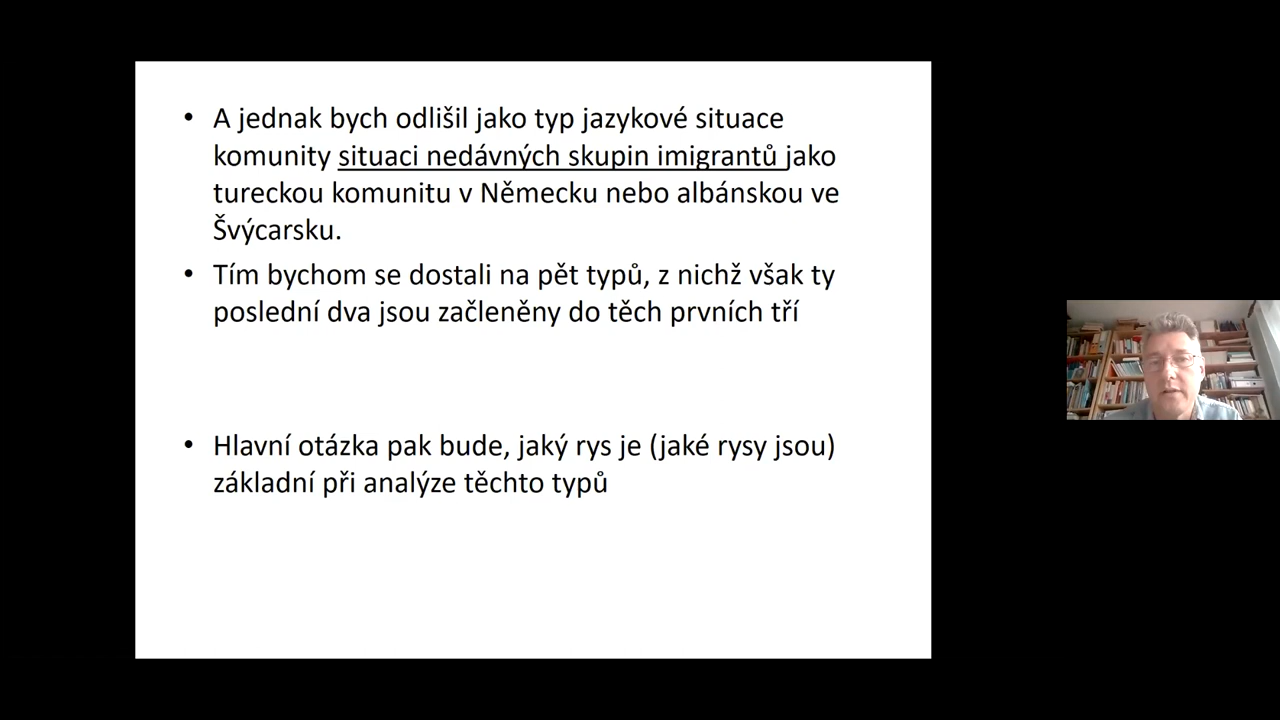 • A jednak bych odlišil jako typ jazykové situace
komunity situaci nedávných skupin imigrantů jako
tureckou komunitu v Německu nebo albánskou ve
Švýcarsku.
• Tím bychom se dostali na pět typů, z nichž však ty
poslední dva jsou začleněny do těch prvních tří
• Hlavní otázka pak bude, jaký rys je (jaké rysy jsou)
základní při analýze těchto typů